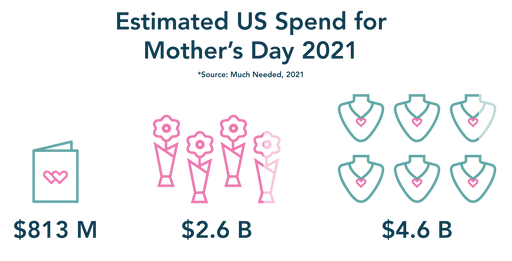 Estimated US Spend for
Mother’s Day 2021
*Source: Much Needed, 2021
$813 M
$2.6 B
$4.6 B